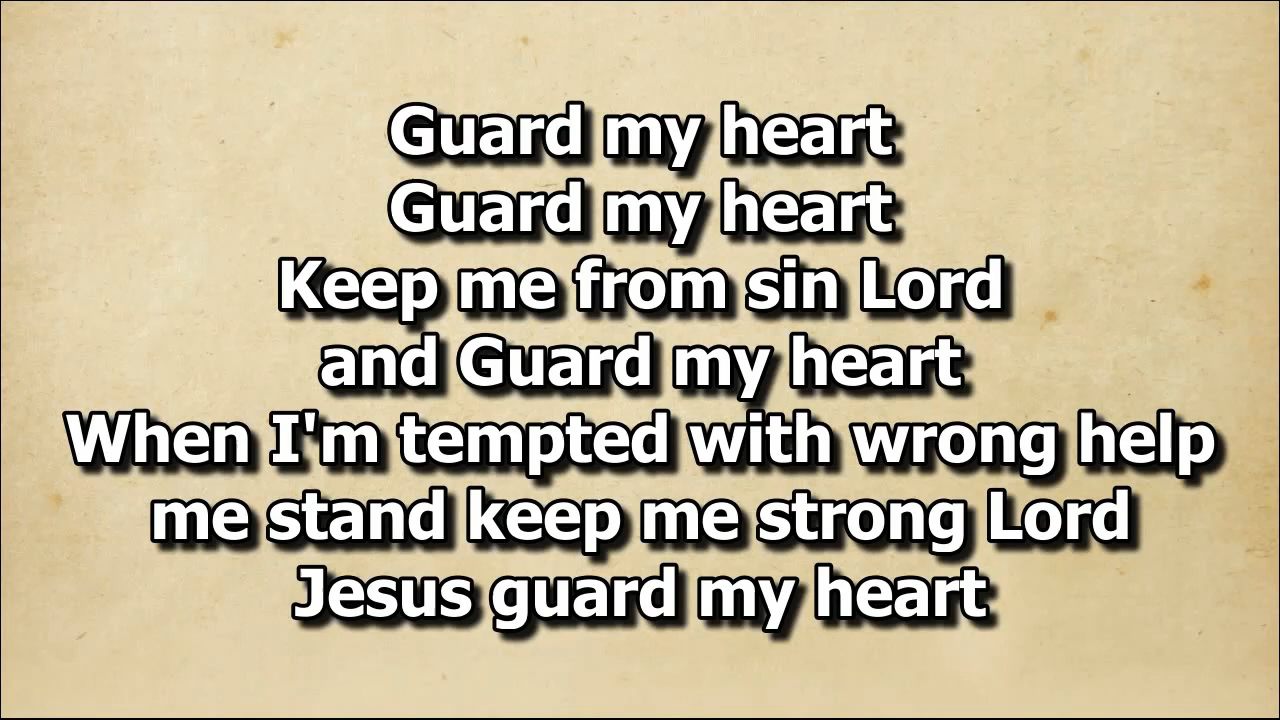 Guard my heart
Guard my heart
Keep me from sin Lord
and Guard my heart
When I'm tempted with wrong help
me stand keep me strong Lord
Jesus guard my heart